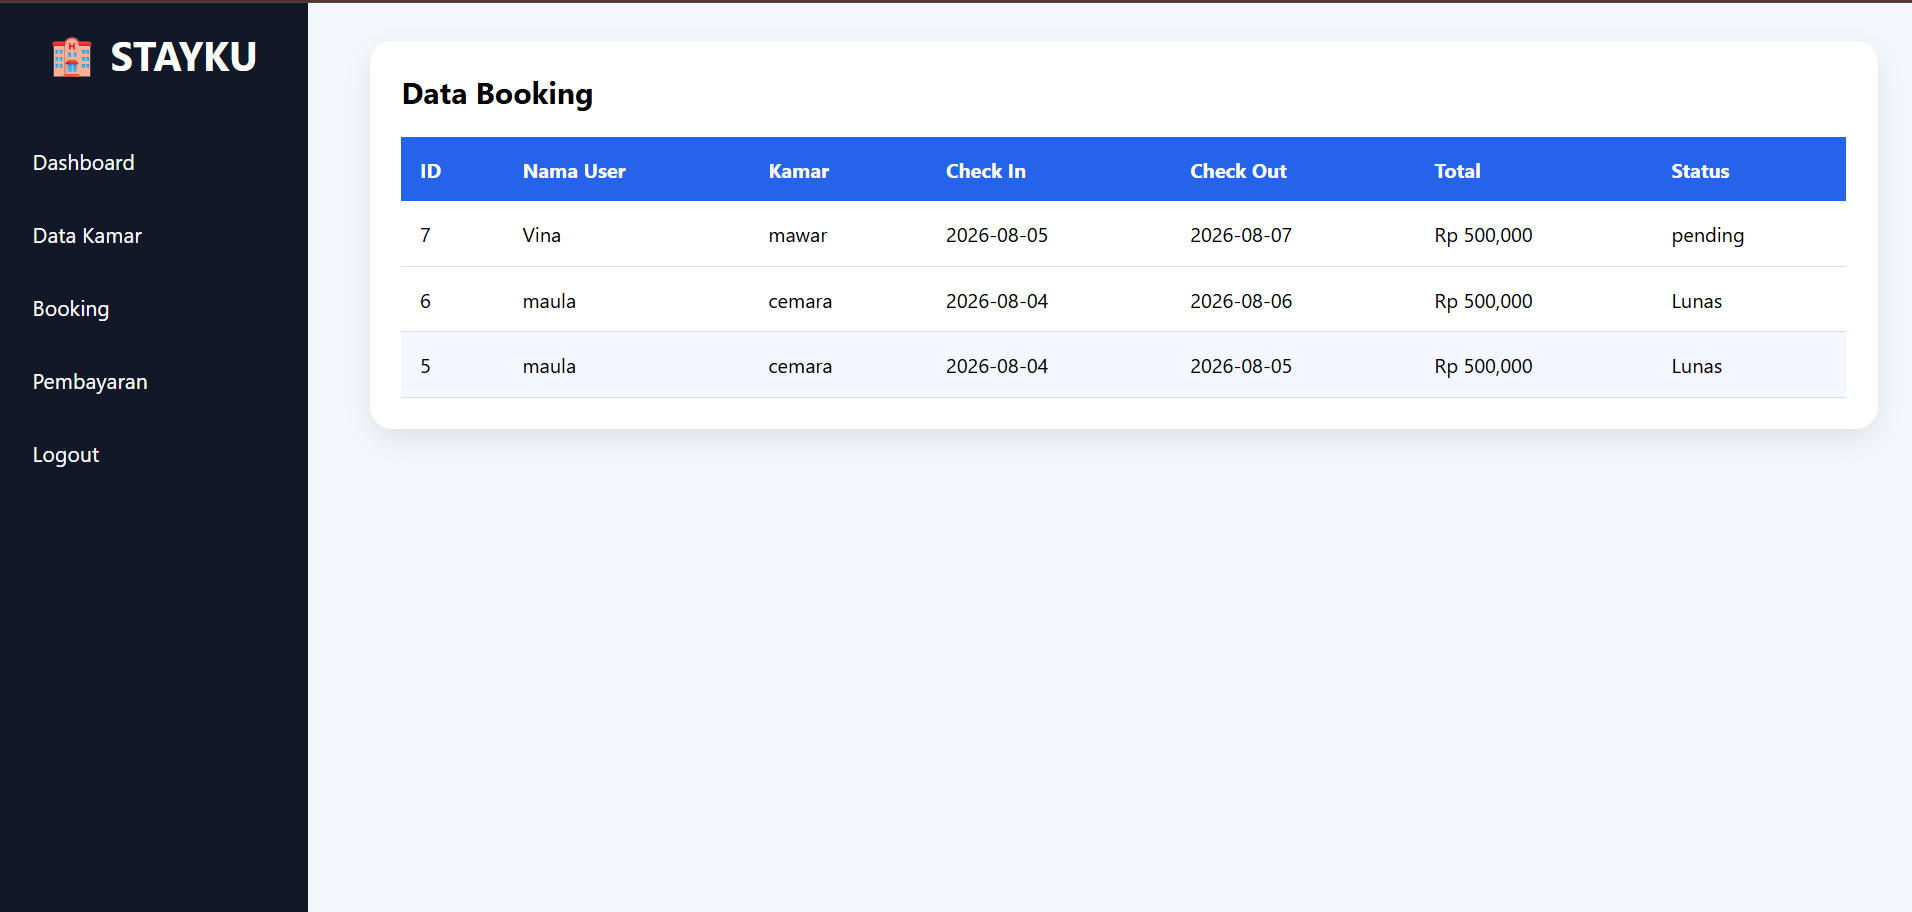 STAYKU
Dashboard
Data Kamar
Booking
Pembayaran
Logout
Data Booking
ID Nama User Kamar Check In Check Out Total Status
7 Vina mawar 2026-08-05 2026-08-07 Rp 500,000 pending
6 maula cemara 2026-08-04 2026-08-06 Rp 500,000 Lunas
5 maula cemara 2026-08-04 2026-08-05 Rp 500,000 Lunas